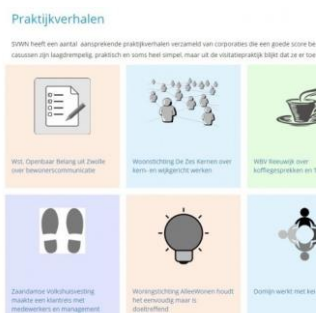 Praktijkverhalen
SVWN heeft een aantal aansprekende praktijkverhalen verzameld van corporaties die een goede score be
casussen zijn laagdrempelig, praktisch en soms heel simpel, maar uit de visitatiepraktijk blijkt dat ze er toe
Wst. Openbaar Belang uit Zwolle
over bewonerscommunicatie
Woonstichting De Zes Kernen over
kern- en wijkgericht werken
WBV Reeuwijk over
koffiegesprekken en
Zaandamse Volkshuisvesting
maakte een klantreis met
medewerkers en management
Woningstichting AlleeWonen houdt
het eenvoudig maar is
doeltreffend
Domijn werkt met